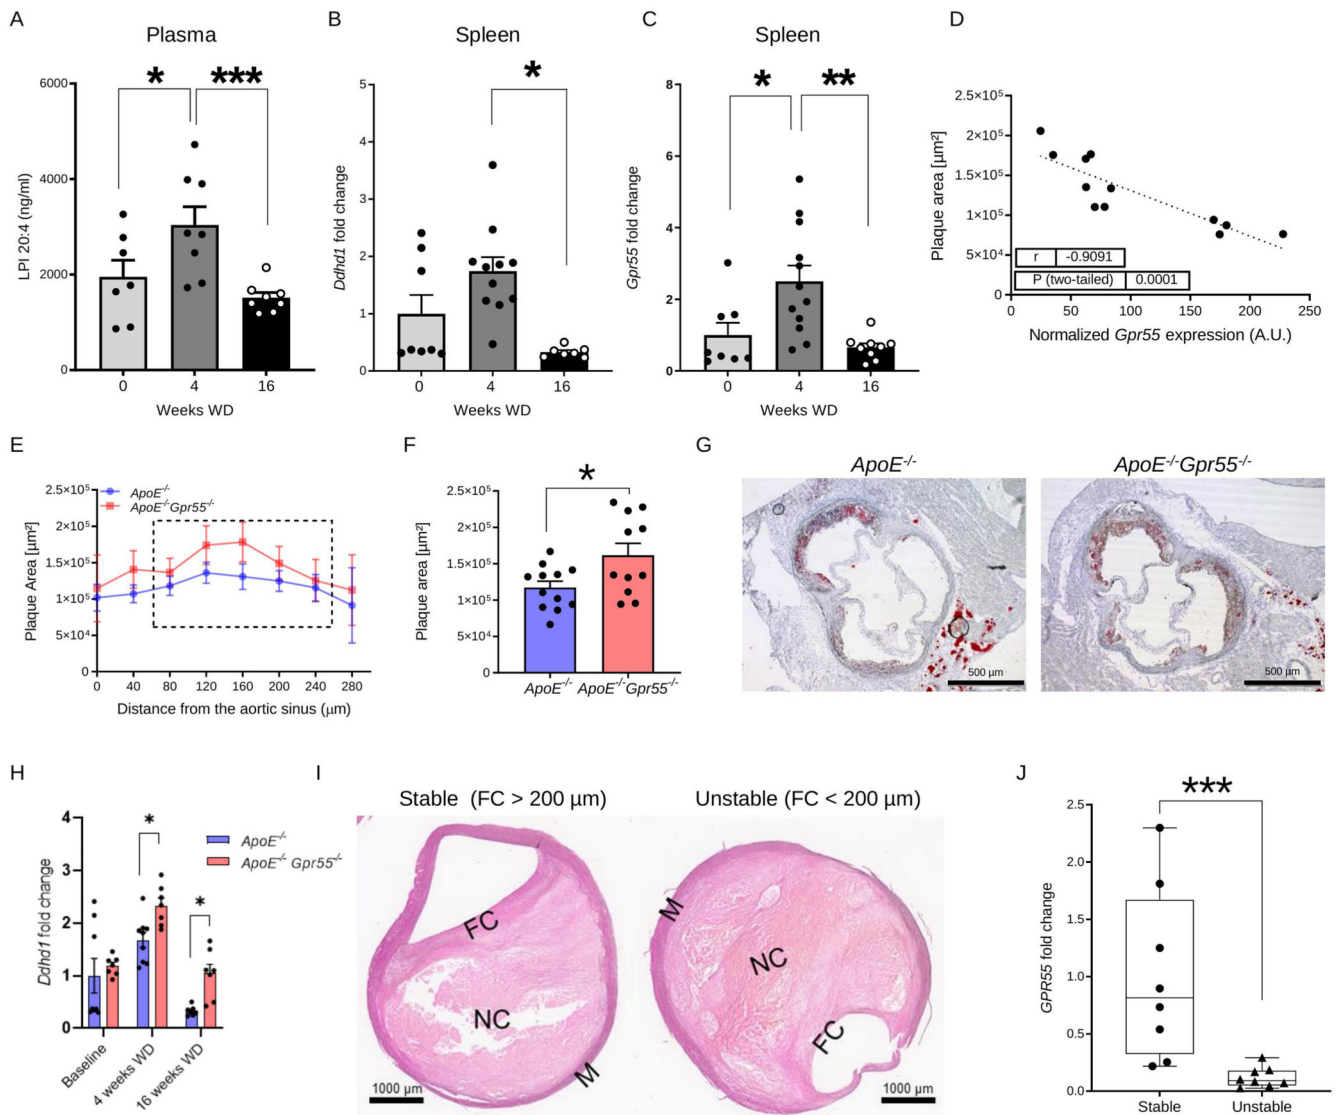 A
Plasma
*
***
6000
4000
2000
0
LPI 20:4 (ng/ml)
0
4
16
Weeks WD
B
Spleen
*
5
4
3
2
1
0
Ddhd1 fold change
0
4
16
Weeks WD
C
Spleen
*
**
8
6
4
2
0
Gpr55 fold change
0
4
16
Weeks WD
D
2.5×10⁵
2×10⁵
1.5×10⁵
1×10⁵
5×10⁴
0
Plaque area [µm²]
r
-0.9091
P (two-tailed)
0.0001
0
50
100
150
200
250
Normalized Gpr55 expression (A.U.)
E
ApoE-/-
ApoE-/-Gpr55-/-
2.5×10⁵
2×10⁵
1.5×10⁵
1×10⁵
5×10⁴
0
Plaque Area [µm²]
0
40
80
120
160
200
240
280
Distance from the aortic sinus (µm)
F
*
2.5×10⁵
2×10⁵
1.5×10⁵
1×10⁵
5×10⁴
0
Plaque area [µm²]
ApoE-/-
ApoE-/-Gpr55-/-
G
ApoE-/-
ApoE-/-Gpr55-/-
500 µm
500 µm
H
4
3
2
1
0
Ddhd1 fold change
*
*
ApoE-/-
ApoE-/- Gpr55-/-
Baseline
4 weeks WD
16 weeks WD
I
Stable (FC > 200 µm)
Unstable (FC < 200 µm)
FC
NC
M
1000 µm
M
NC
FC
1000 µm
J
***
2.5
2.0
1.5
1.0
0.5
0.0
GPR55 fold change
Stable
Unstable